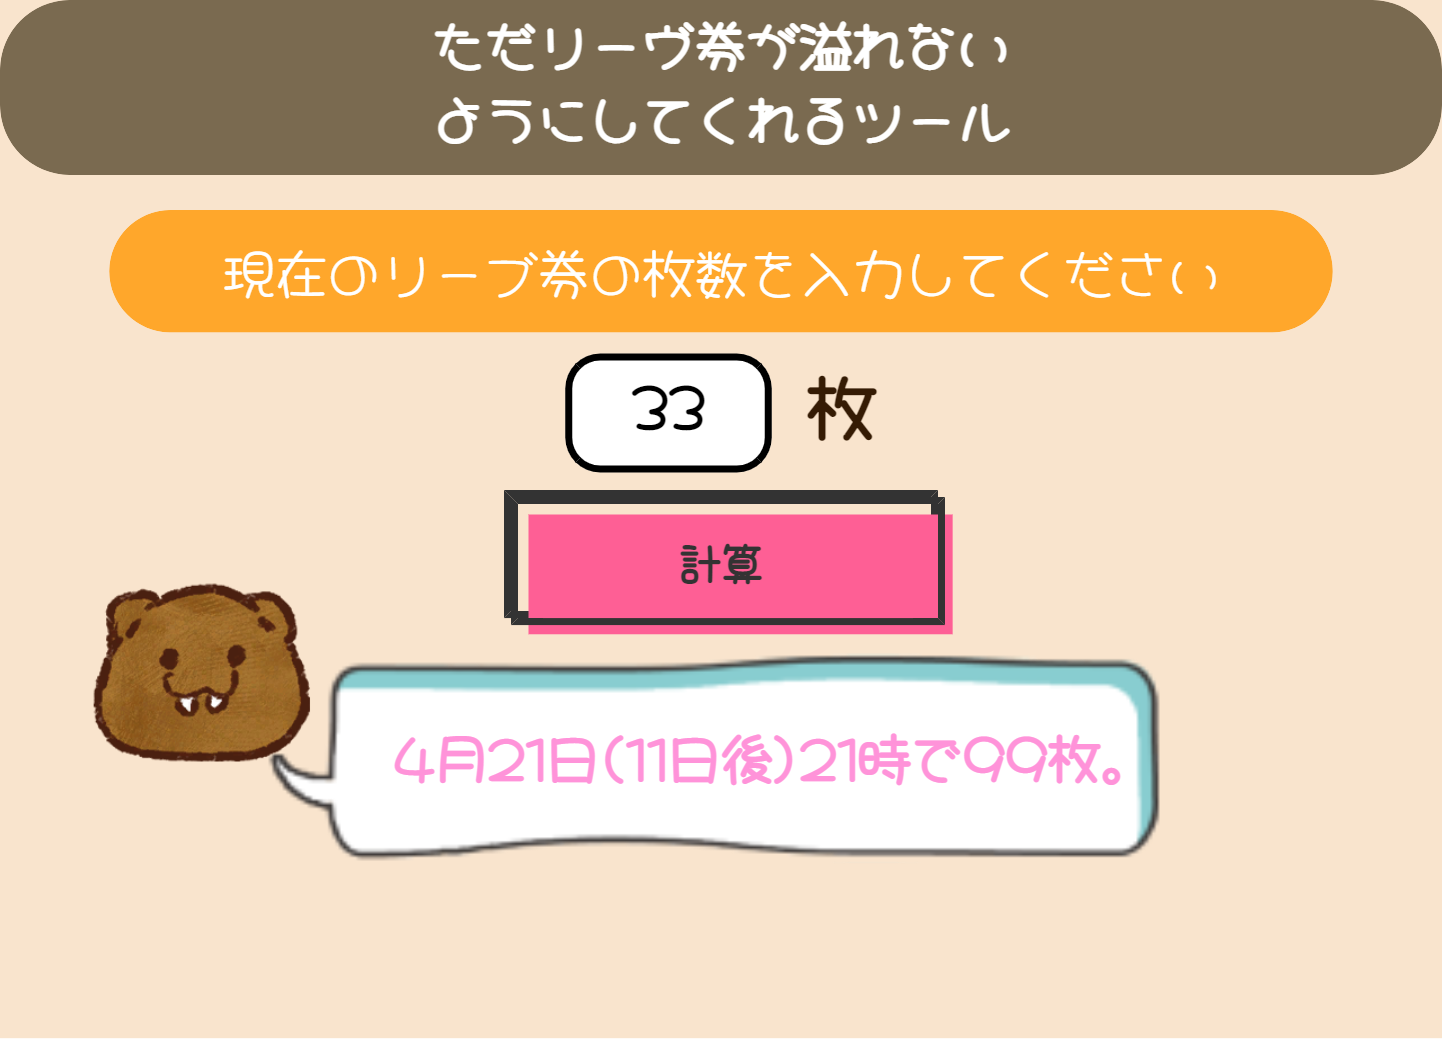 ただリーヴ券が溢れない
ようにしてくれるツール
現在のリーブ券の枚数を入力してください
33 枚
計算
4月21日(11日後)21時で99枚。